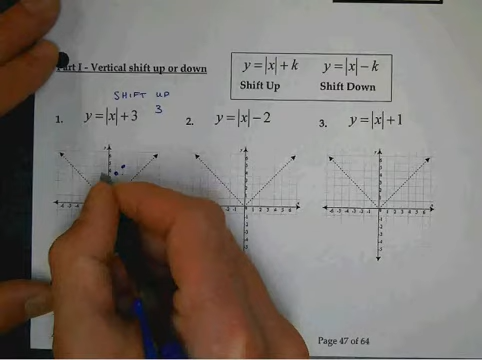 Part I - Vertical shift up or down
y = |x| + k    y = |x| − k
Shift Up    Shift Down
SHIFT UP
3
1. y = |x| + 3    2. y = |x| − 2    3. y = |x| + 1
Page 47 of 64